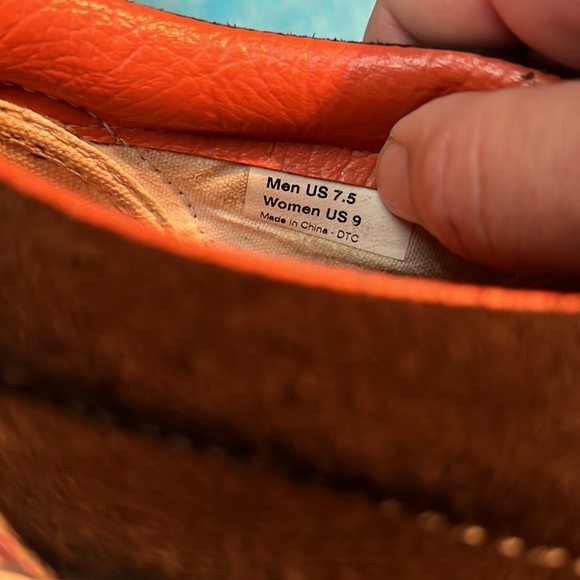 Men US 7.5
Women US 9
Made in China - DTC